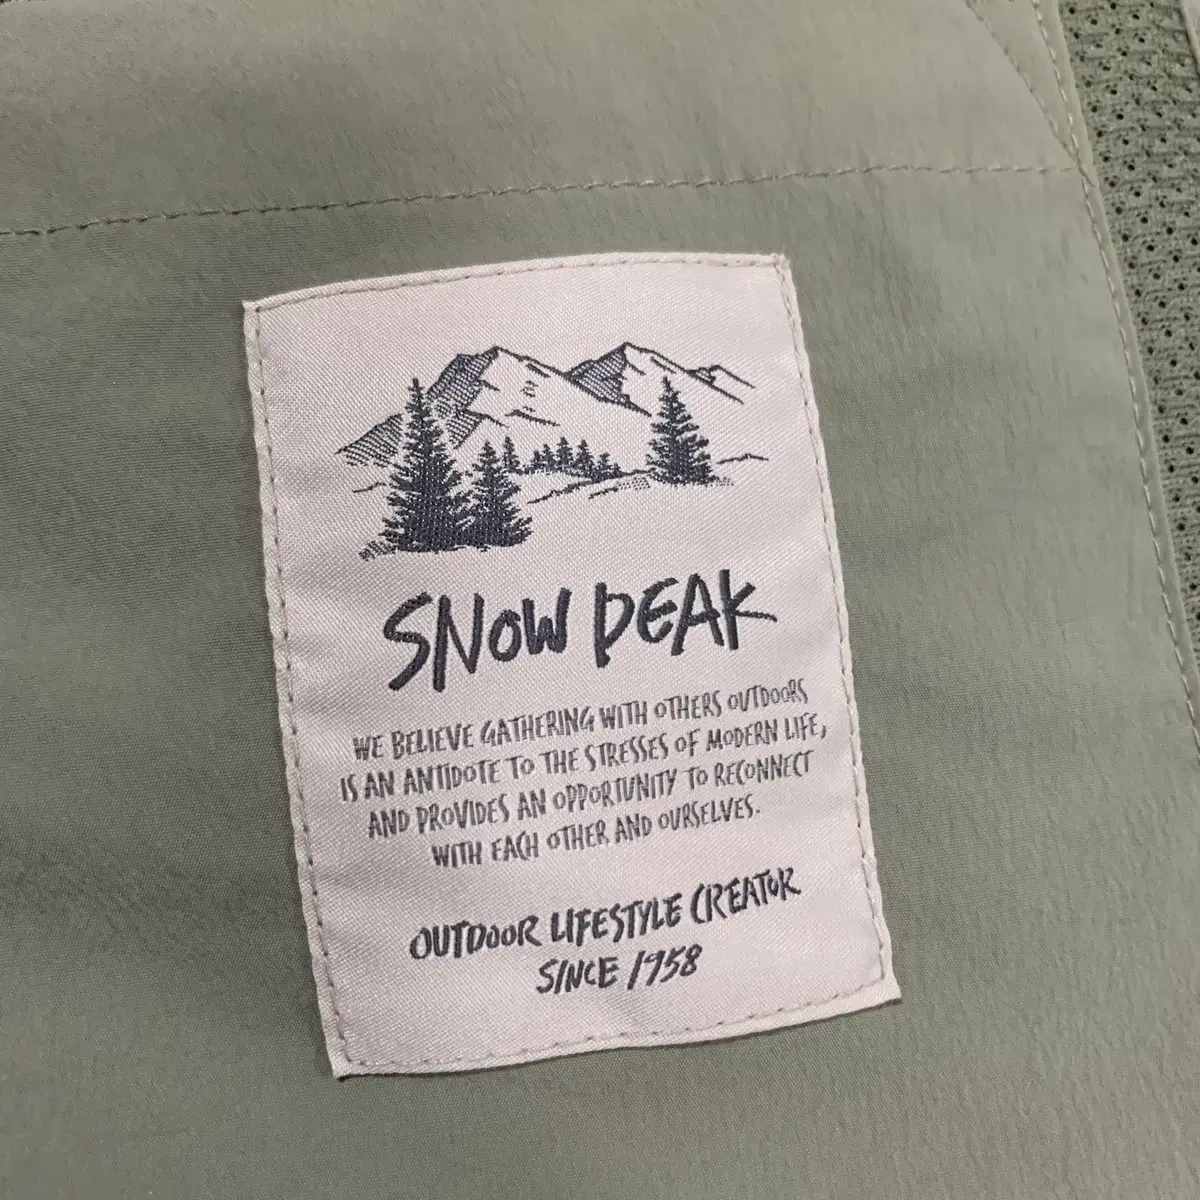 SNOW PEAK
WE BELIEVE GATHERING WITH OTHERS OUTDOORS
IS AN ANTIDOTE TO THE STRESSES OF MODERN LIFE,
AND PROVIDES AN OPPORTUNITY TO RECONNECT
WITH EACH OTHER AND OURSELVES.
OUTDOOR LIFESTYLE CREATOR
SINCE 1958